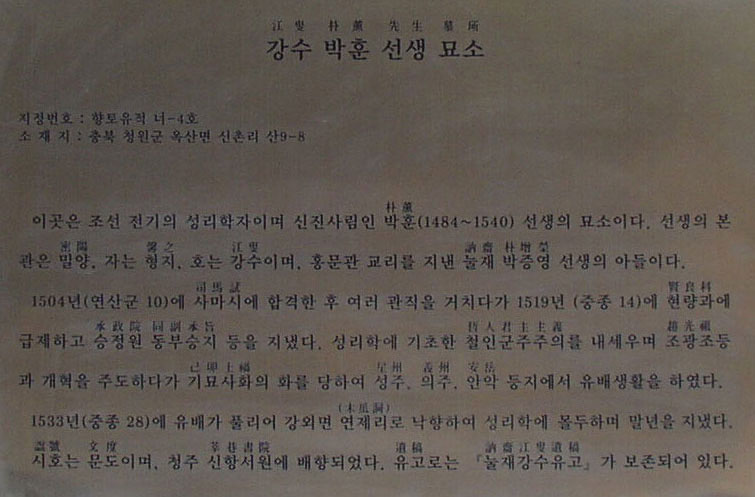 江叟 朴薰 先生 墓所
강수 박훈 선생 묘소
지정번호 : 향토유적 너-4호
소 재 지 : 충북 청원군 옥산면 선촌리 산9-8
朴薰
이곳은 조선 전기의 성리학자이며 신진사림인 박훈(1484~1540) 선생의 묘소이다. 선생의 본
密陽 馨之 江叟 訥齋 朴增榮
관은 밀양, 자는 형지, 호는 강수이며, 홍문관 교리를 지낸 눌재 박증영 선생의 아들이다.
司馬試 賢良科
1504년(연산군 10)에 사마시에 합격한 후 여러 관직을 거치다가 1519년 (중종 14)에 현량과에
承政院 同副承旨 哲人君主主義 趙光祖
급제하고 승정원 동부승지 등을 지냈다. 성리학에 기초한 철인군주주의를 내세우며 조광조등
己卯士禍 星州 義州 安
과 개혁을 주도하다가 기묘사화의 화를 당하여 성주, 의주, 안악 등지에서 유배생활을 하였다.
1533년(중종 28)에 유배가 풀리어 강외면 연제리로 낙향하여 성리학에 몰두하며 말년을 지냈다.
諡號 文度 莘巷書院 遺稿 訥齋江叟遺稿
시호는 문도이며, 청주 신항서원에 배향되었다. 유고로는 『눌재강수유고』가 보존되어 있다.